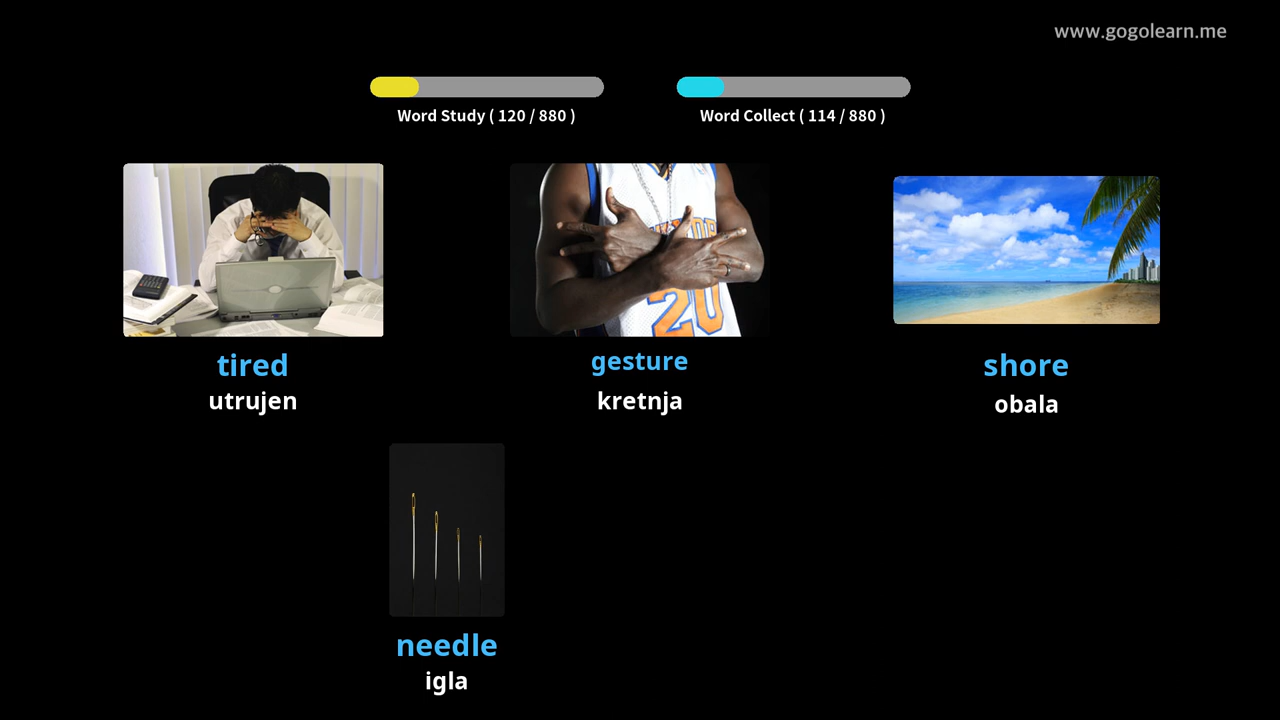 www.gogolearn.me
Word Study ( 120 / 880 )
Word Collect ( 114 / 880 )
20
tired
gesture
shore
utrujen
kretnja
obala
needle
igla